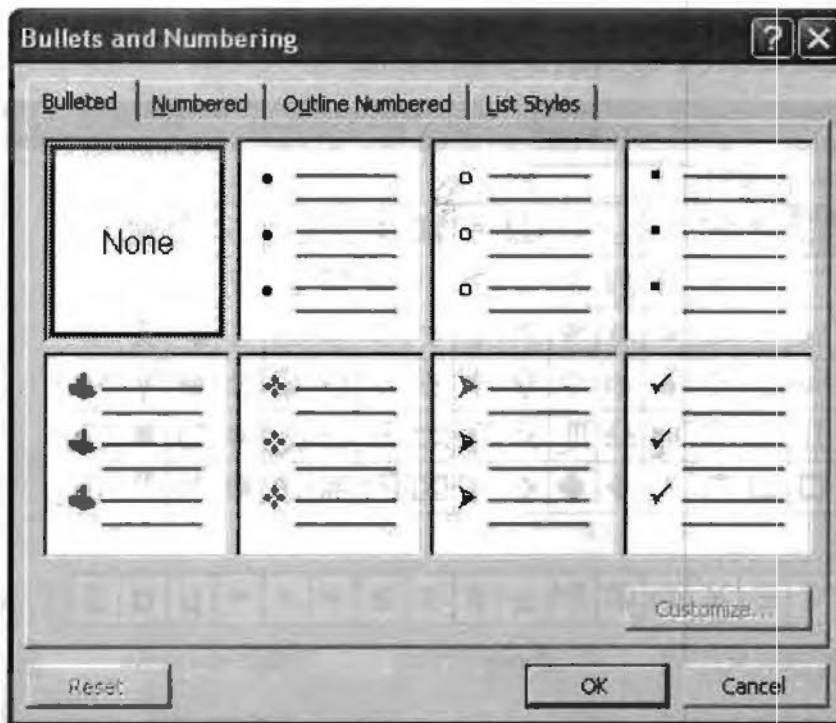 Bullets and Numbering
Bulleted Numbered Outline Numbered List Styles
None
Customize...
Reset OK Cancel